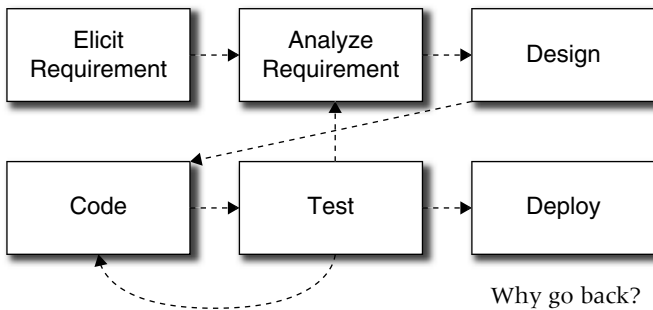 Elicit
Requirement
Analyze
Requirement
Design
Code
Test
Deploy
Why go back?